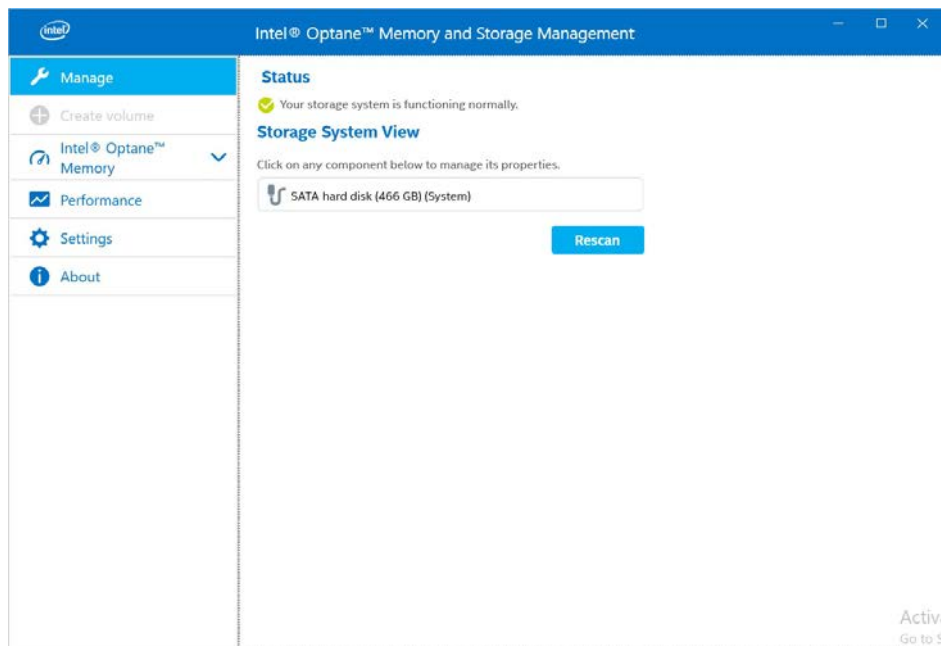 intel
Intel® Optane™ Memory and Storage Management
Manage
Create volume
Intel® Optane™
Memory
Performance
Settings
About
Status
Your storage system is functioning normally.
Storage System View
Click on any component below to manage its properties.
SATA hard disk (466 GB) (System)
Rescan
Activ
Go to S